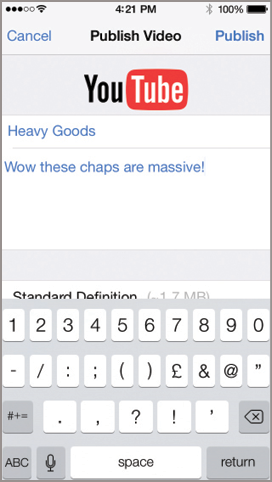 4:21 PM 100%
Cancel Publish Video Publish
YouTube
Heavy Goods
Wow these chaps are massive!
Standard Definition (~1.7 MB)
1 2 3 4 5 6 7 8 9 0
- / : ; ( ) £ & @ "
#+= . , ? ! '
ABC space return